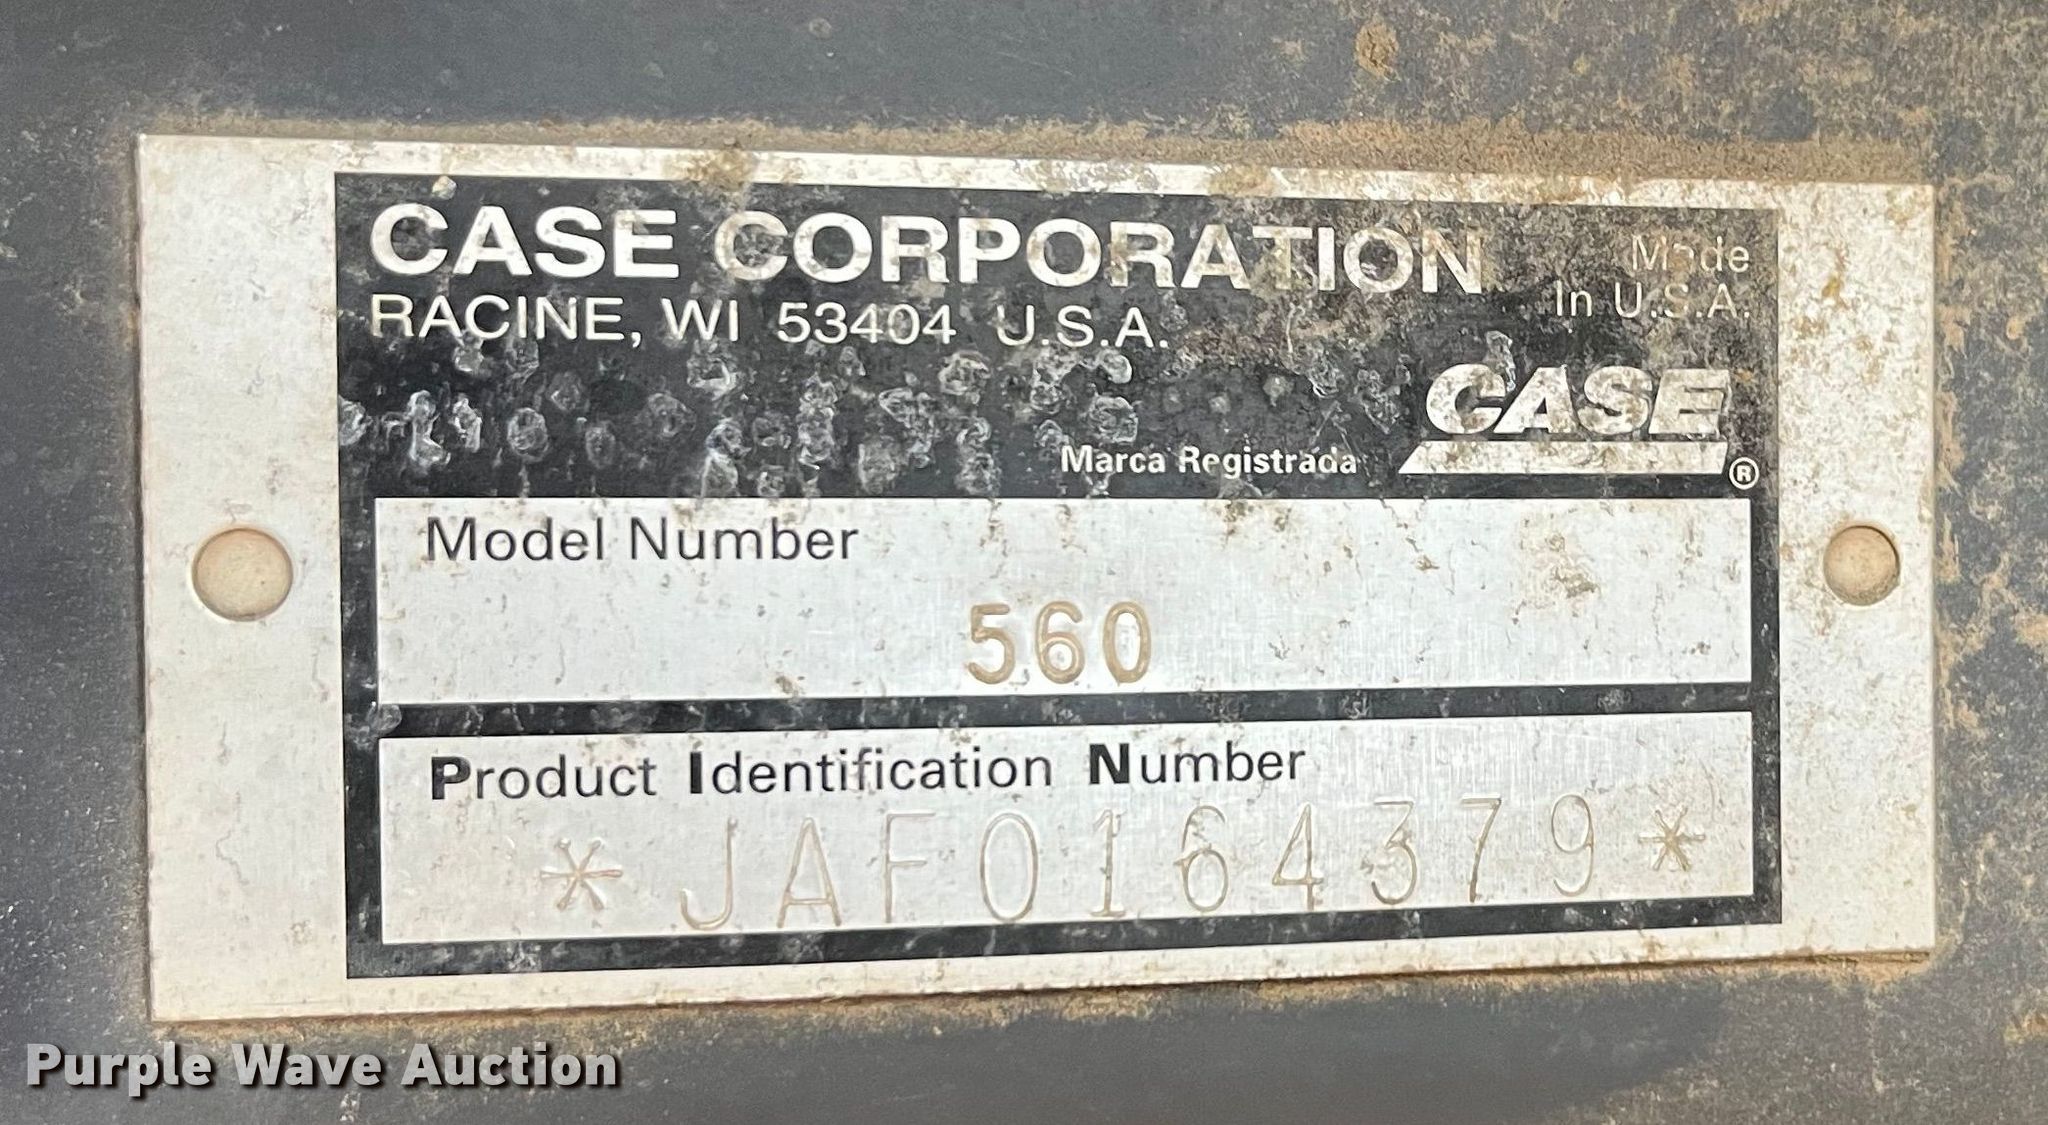 CASE CORPORATION
RACINE, WI 53404 U.S.A.
Made
In U.S.A.
CASE
Marca Registrada ®
Model Number
560
Product Identification Number
*JAF0164379*
Purple Wave Auction